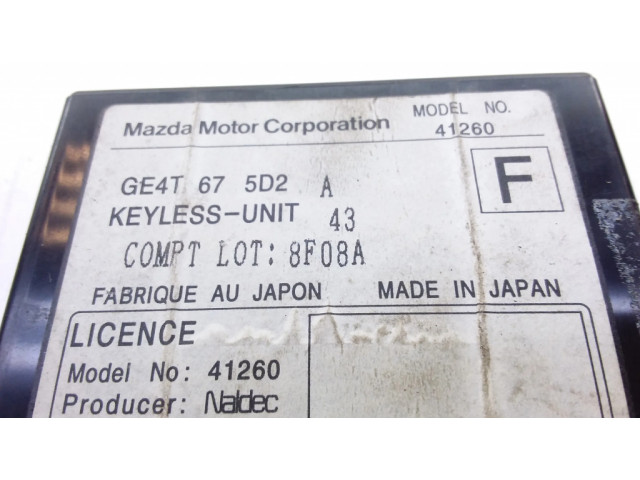 Mazda Motor Corporation
MODEL NO.
41260
GE4T 67 5D2 A
F
KEYLESS-UNIT 43
COMPT LOT: 8F08A
FABRIQUE AU JAPON MADE IN JAPAN
LICENCE
Model No: 41260
Producer: Naldec